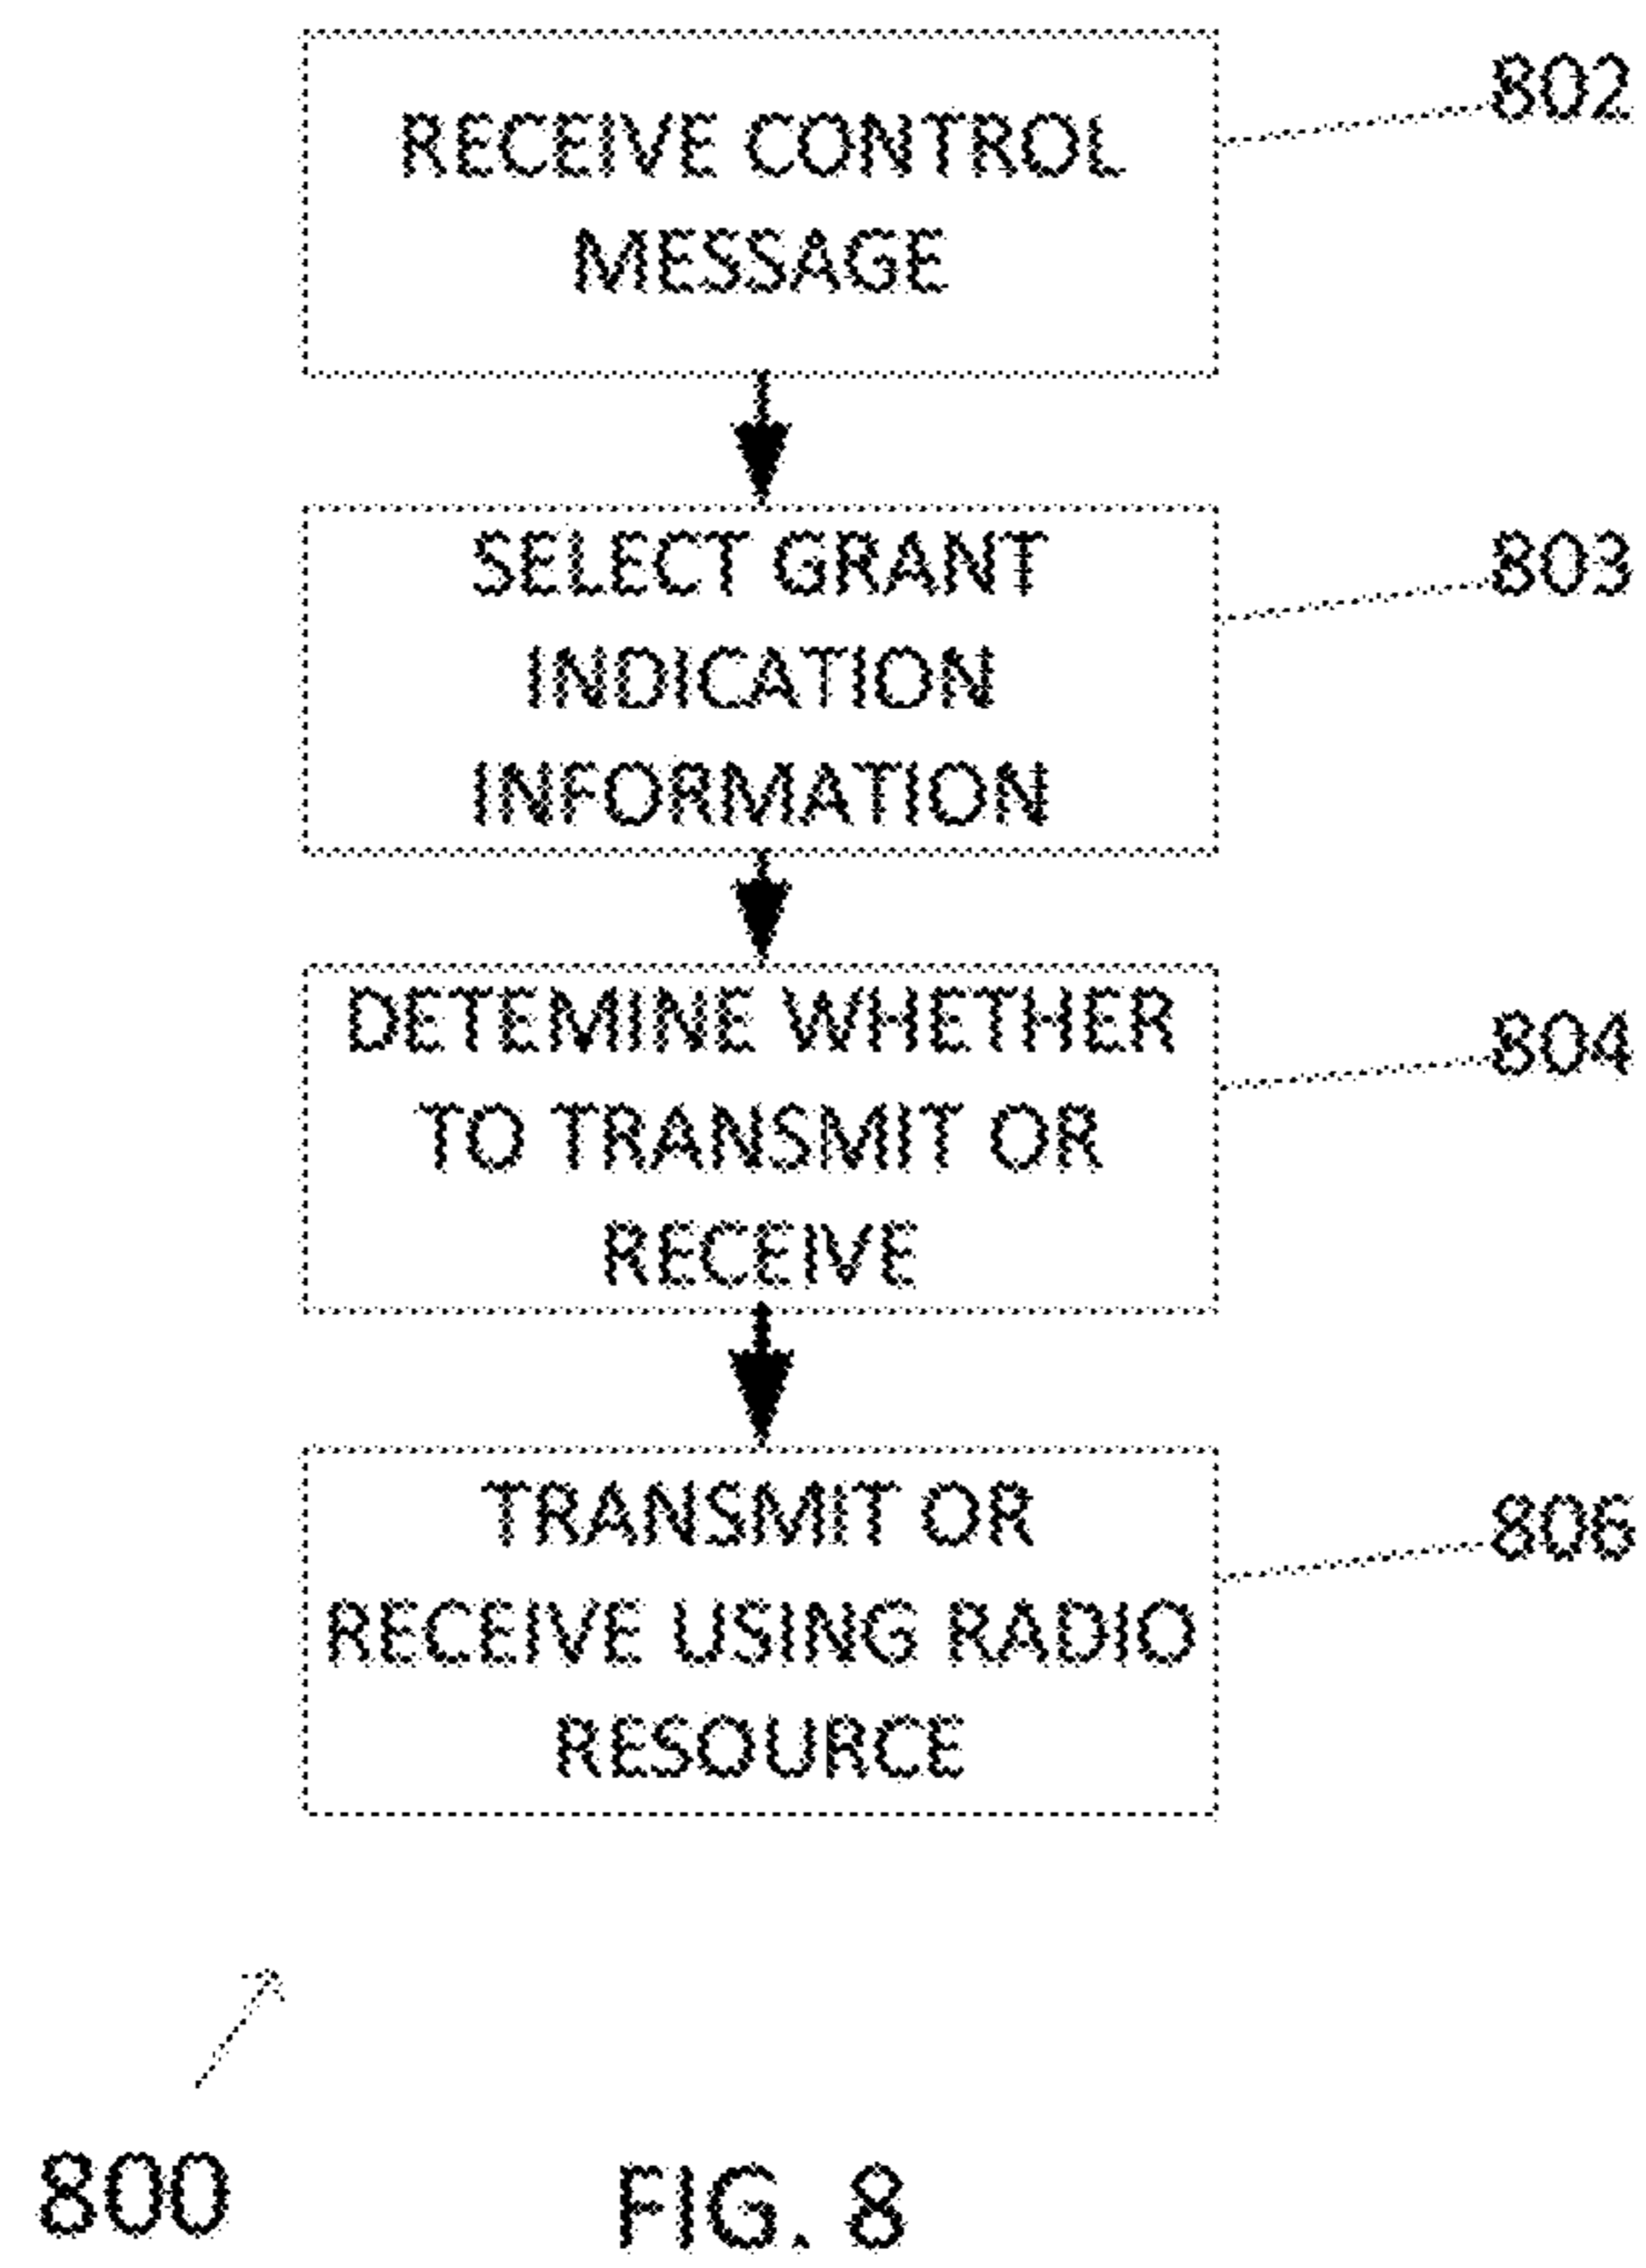 RECEIVE CONTROL
MESSAGE
802
SELECT GRANT
INDICATION
INFORMATION
803
DETEMINE WHETHER
TO TRANSMIT OR
RECEIVE
804
TRANSMIT OR
RECEIVE USING RADIO
RESOURCE
806
800
FIG. 8